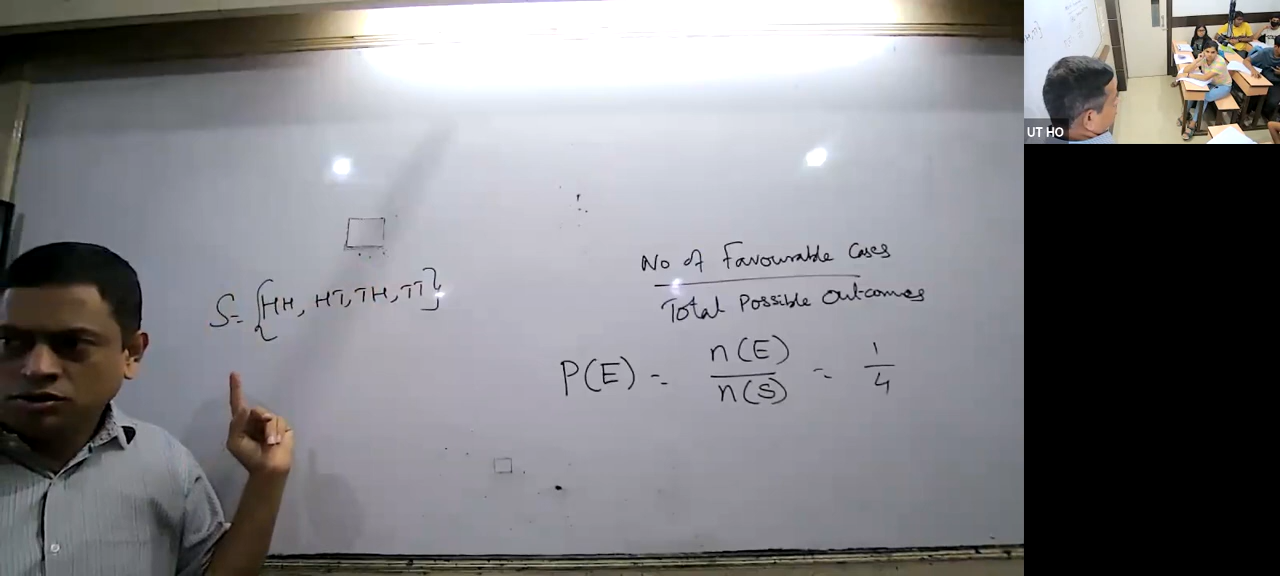 S = {HH, HT, TH, TT}
No of Favourable Cases
Total Possible Outcomes
P(E) = n(E)/n(S) = 1/4
UT HO